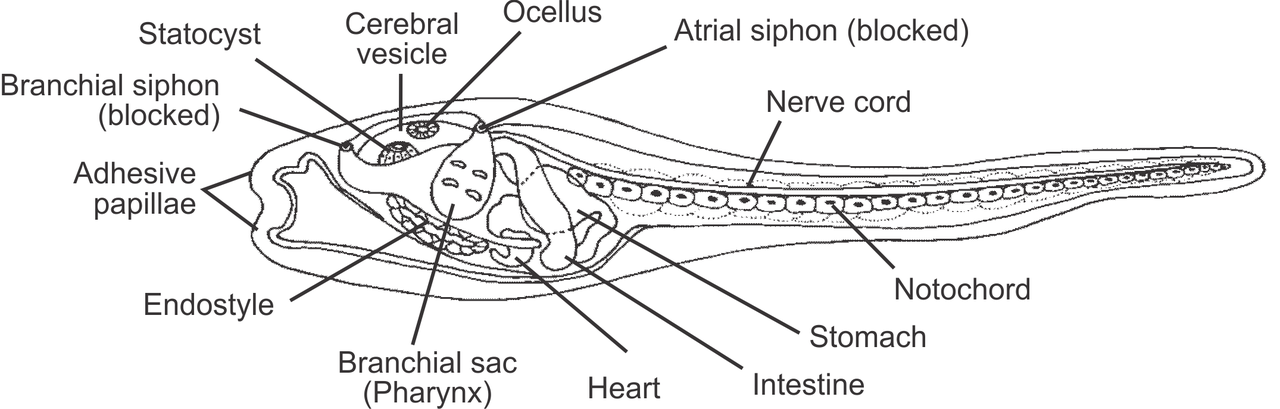 Ocellus
Statocyst
Cerebral
vesicle
Atrial siphon (blocked)
Branchial siphon
(blocked)
Nerve cord
Adhesive
papillae
Endostyle
Notochord
Stomach
Branchial sac
(Pharynx)
Heart
Intestine